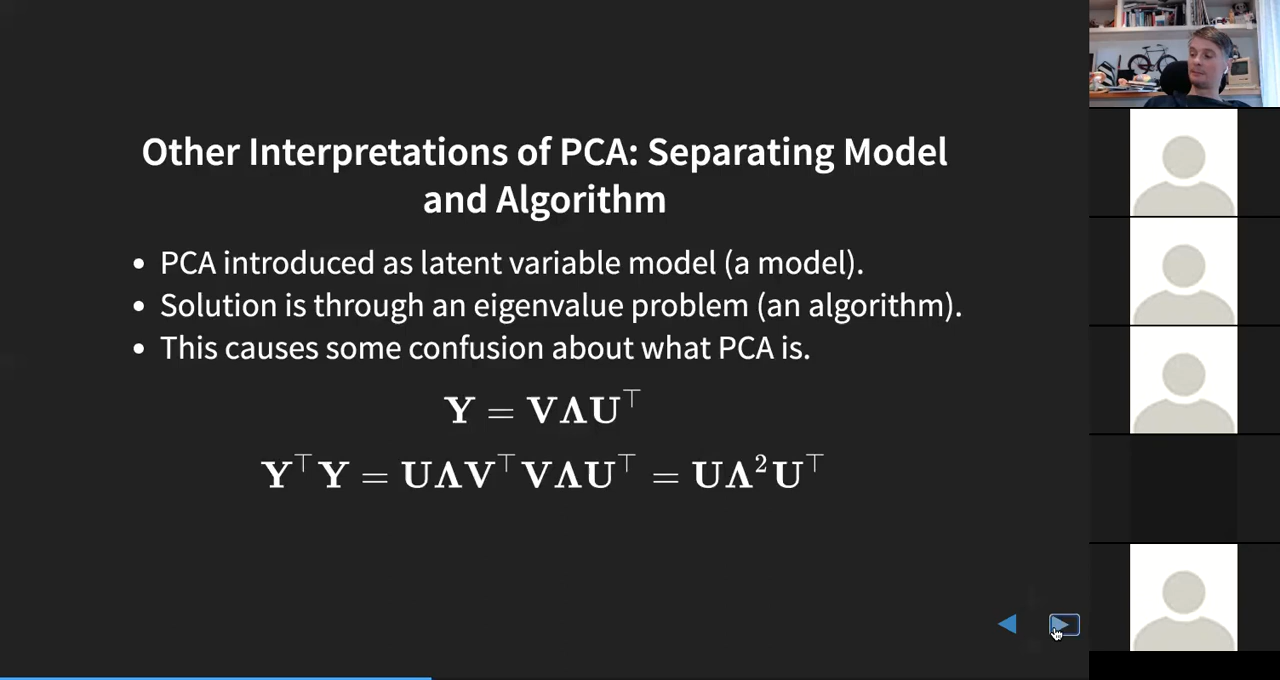 Other Interpretations of PCA: Separating Model
and Algorithm
• PCA introduced as latent variable model (a model).
• Solution is through an eigenvalue problem (an algorithm).
• This causes some confusion about what PCA is.
Y = VΛU⊤
Y⊤Y = UΛV⊤VΛU⊤ = UΛ²U⊤